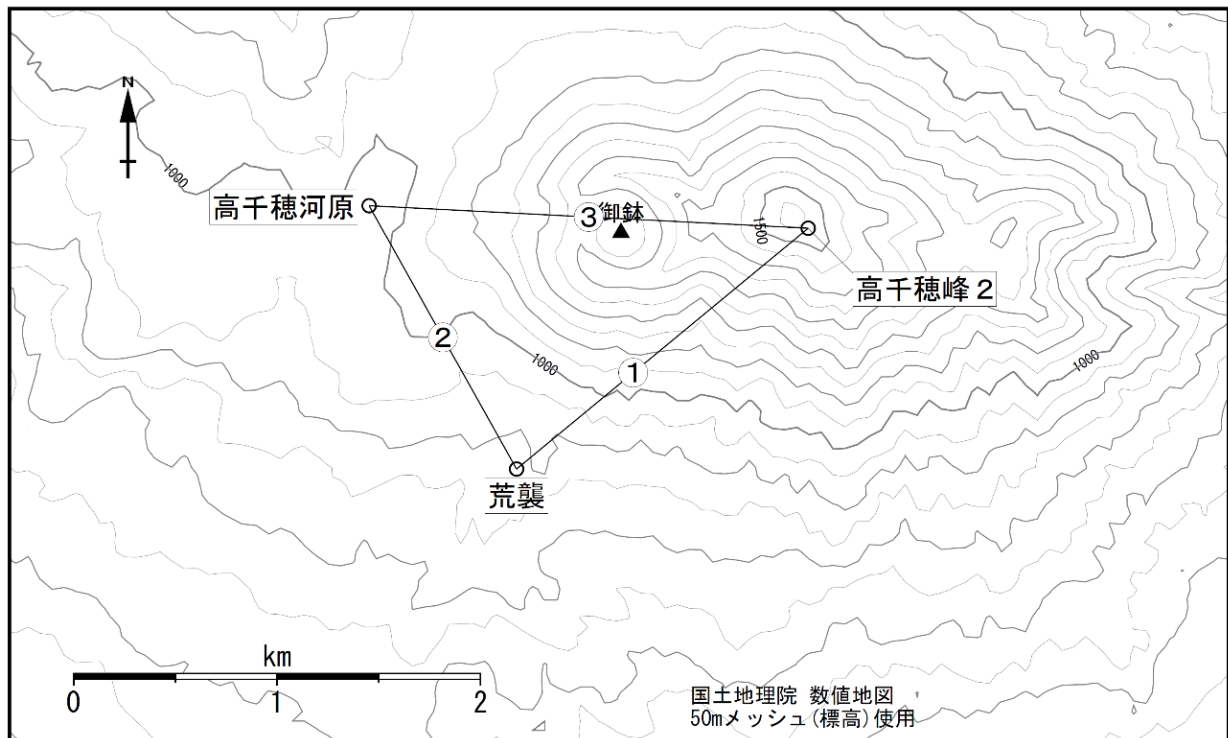 N
1000
高千穂河原
③
御鉢
1500
高千穂峰2
②
1000
①
1000
荒襲
km
0
1
2
国土地理院 数値地図
50mメッシュ(標高)使用